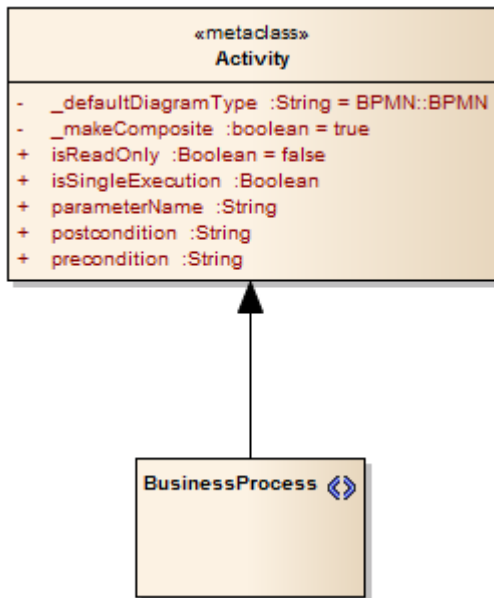 «metaclass»
Activity
- _defaultDiagramType :String = BPMN::BPMN
- _makeComposite :boolean = true
+ isReadOnly :Boolean = false
+ isSingleExecution :Boolean
+ parameterName :String
+ postcondition :String
+ precondition :String
BusinessProcess «»